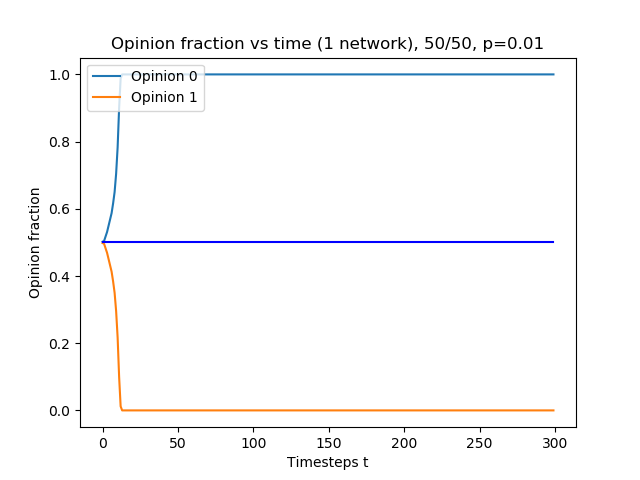 Opinion fraction vs time (1 network), 50/50, p=0.01
Opinion 0
Opinion 1
Opinion fraction
1.0
0.8
0.6
0.4
0.2
0.0
0 50 100 150 200 250 300
Timesteps t